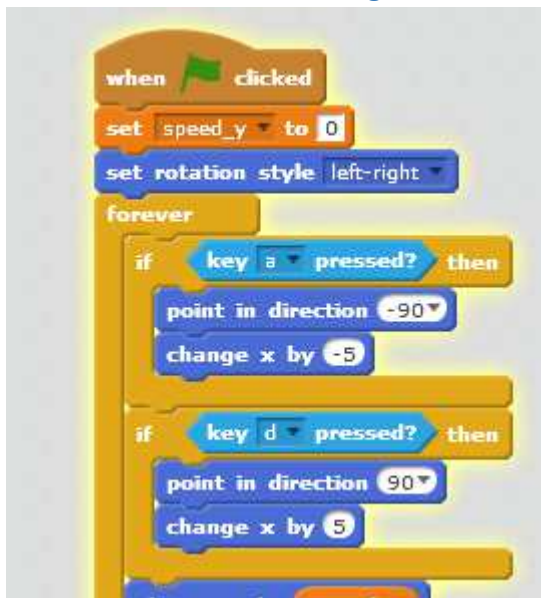 when clicked
set speed_y to 0
set rotation style left-right
forever
if key a pressed? then
point in direction -90
change x by -5
if key d pressed? then
point in direction 90
change x by 5